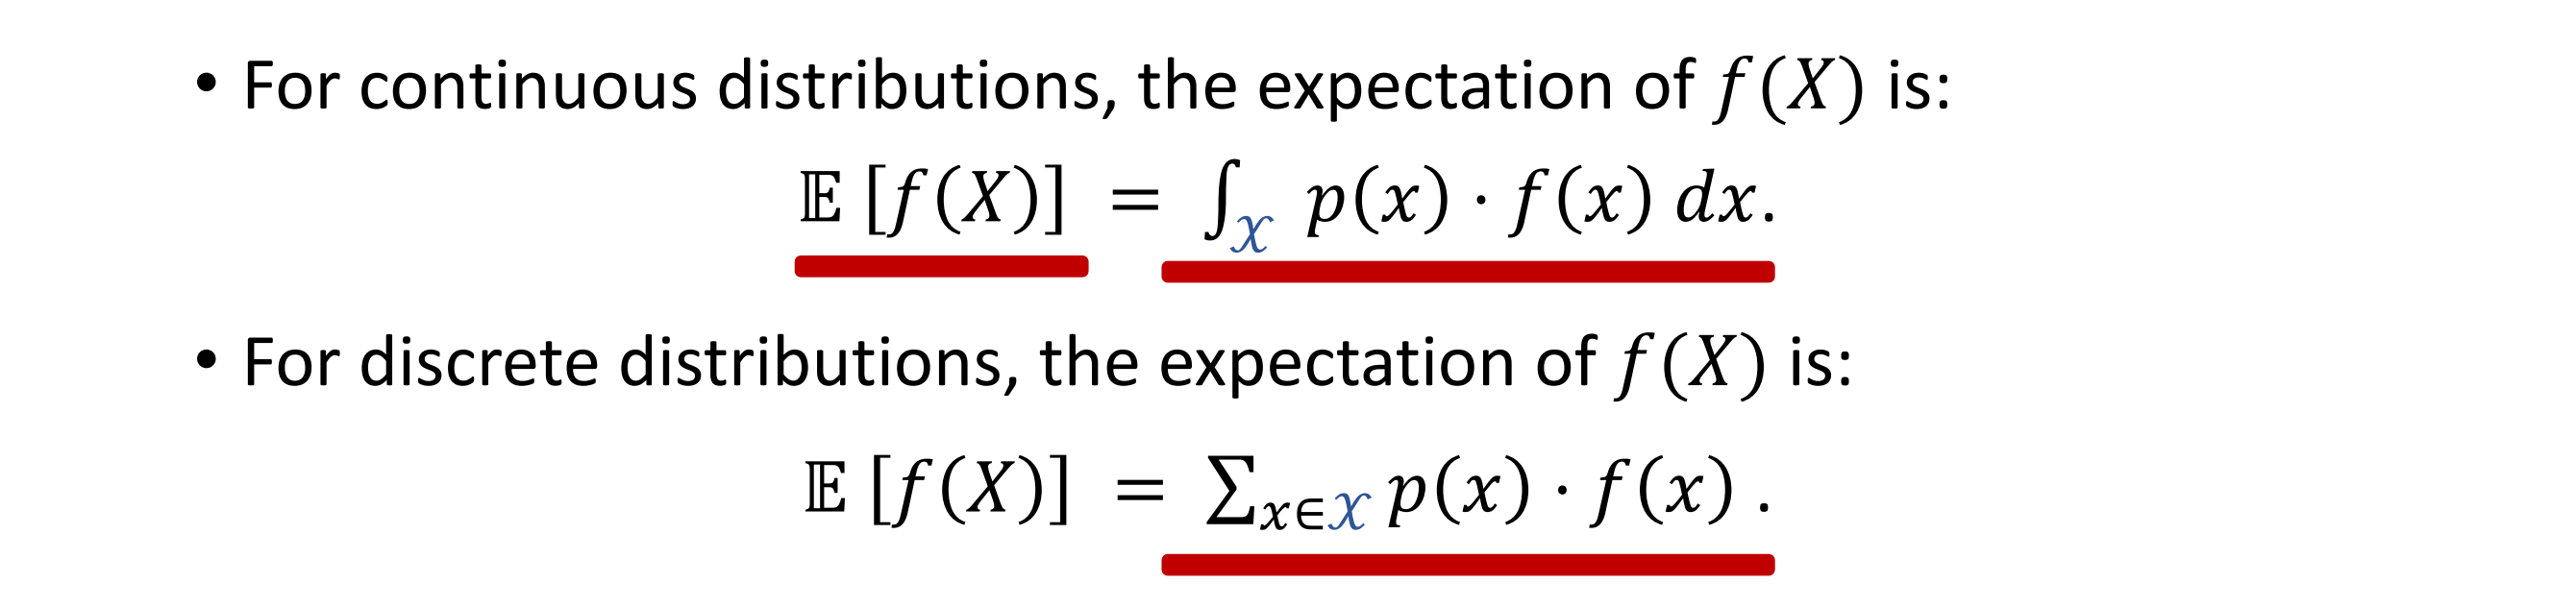 • For continuous distributions, the expectation of f(X) is:
𝔼 [f(X)] = ∫_𝒳 p(x) · f(x) dx.
• For discrete distributions, the expectation of f(X) is:
𝔼 [f(X)] = ∑_{x∈𝒳} p(x) · f(x) .